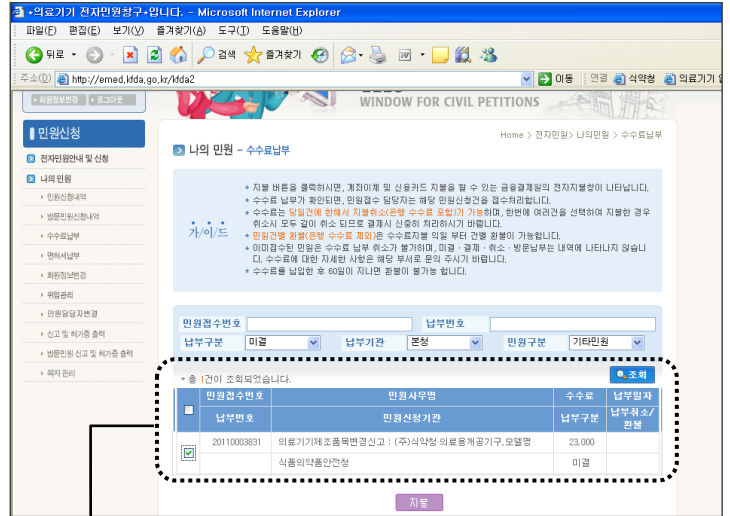 +의료기기 전자민원창구+입니다. - Microsoft Internet Explorer
파일(F) 편집(E) 보기(V) 즐겨찾기(A) 도구(T) 도움말(H)
뒤로 검색 즐겨찾기
주소(D) http://emed.kfda.go.kr/kfda2 이동 연결 식약청 의료기기
회원정보변경 로그아웃
WINDOW FOR CIVIL PETITIONS
민원신청
Home > 전자민원> 나의민원 > 수수료납부
나의 민원 - 수수료납부
전자민원안내 및 신청
나의 민원
민원신청내역
방문민원신청내역
수수료납부
면허세납부
회원정보변경
위임관리
민원담당자변경
신고 및 허가증 출력
방문민원 신고 및 허가증 출력
쪽지 관리
가/이/드
+ 지불 버튼을 클릭하시면, 계좌이체 및 신용카드 지불을 할 수 있는 금융결제원의 전자지불창이 나타납니다.
+ 수수료 납부가 확인되면, 민원접수 담당자는 해당 민원신청건을 접수처리합니다.
+ 수수료는 당일건에 한해서 지불취소(은행 수수료 포함)가 가능하며, 한번에 여러건을 선택하여 지불한 경우
취소시 모두 같이 취소 되므로 결제시 신중히 처리하시기 바랍니다.
+ 민원건별 환불(은행 수수료 제외)은 수수료지불 익일 부터 건별 환불이 가능합니다.
+ 이미접수된 민원은 수수료 납부 취소가 불가하며, 미결·결제·취소·방문납부는 내역에 나타나지 않습니
다. 수수료에 대한 자세한 사항은 해당 부서로 문의 주시기 바랍니다.
+ 수수료를 납입한 후 60일이 지나면 환불이 불가능 합니다.
민원접수번호 납부번호
납부구분 미결 납부기관 본청 민원구분 기타민원
조회
+ 총 1건이 조회되었습니다.
민원접수번호 민원사무명 수수료 납부일자
납부번호 민원신청기관 납부구분 납부취소/
환불
20110003831 의료기기제조품목변경신고 : (주)식약청·의료용개공기구,모델명 23,000
식품의약품안전청 미결
지불